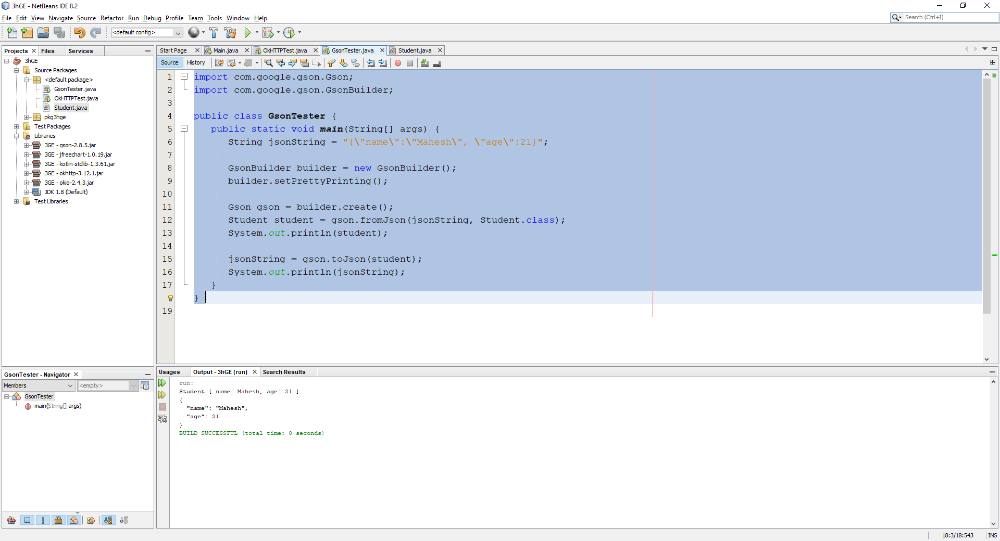 3hGE - NetBeans IDE 8.2
File Edit View Navigate Source Refactor Run Debug Profile Team Tools Window Help
Search (Ctrl+I)
<default config>
Projects Files Services
3hGE
Source Packages
<default package>
GsonTester.java
OkHTTPTest.java
Student.java
pkg3hge
Test Packages
Libraries
3GE - gson-2.8.5.jar
3GE - jfreechart-1.0.19.jar
3GE - kotlin-stdlib-1.3.61.jar
3GE - okhttp-3.12.1.jar
3GE - okio-2.4.3.jar
JDK 1.8 (Default)
Test Libraries
Start Page Main.java OkHTTPTest.java GsonTester.java Student.java
Source History
1 import com.google.gson.Gson;
2 import com.google.gson.GsonBuilder;
3
4 public class GsonTester {
5 public static void main(String[] args) {
6 String jsonString = "{\"name\":\"Mahesh\", \"age\":21}";
7
8 GsonBuilder builder = new GsonBuilder();
9 builder.setPrettyPrinting();
10
11 Gson gson = builder.create();
12 Student student = gson.fromJson(jsonString, Student.class);
13 System.out.println(student);
14
15 jsonString = gson.toJson(student);
16 System.out.println(jsonString);
17 }
}
19
GsonTester - Navigator
Members <empty>
GsonTester
main(String[] args)
Usages Output - 3hGE (run) Search Results
run:
Student [ name: Mahesh, age: 21 ]
{
"name": "Mahesh",
"age": 21
}
BUILD SUCCESSFUL (total time: 0 seconds)
18:3/18:543 INS